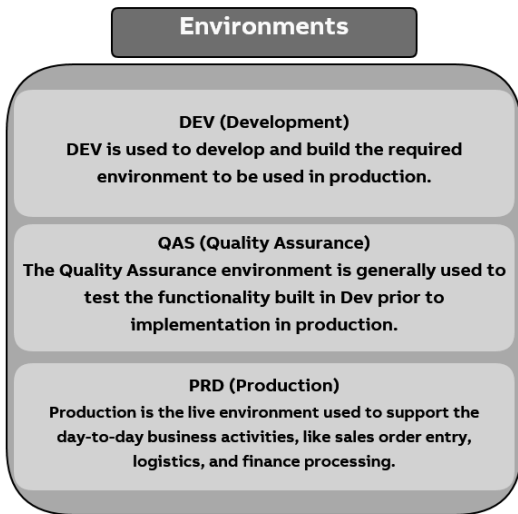 Environments
DEV (Development)
DEV is used to develop and build the required
environment to be used in production.
QAS (Quality Assurance)
The Quality Assurance environment is generally used to
test the functionality built in Dev prior to
implementation in production.
PRD (Production)
Production is the live environment used to support the
day-to-day business activities, like sales order entry,
logistics, and finance processing.